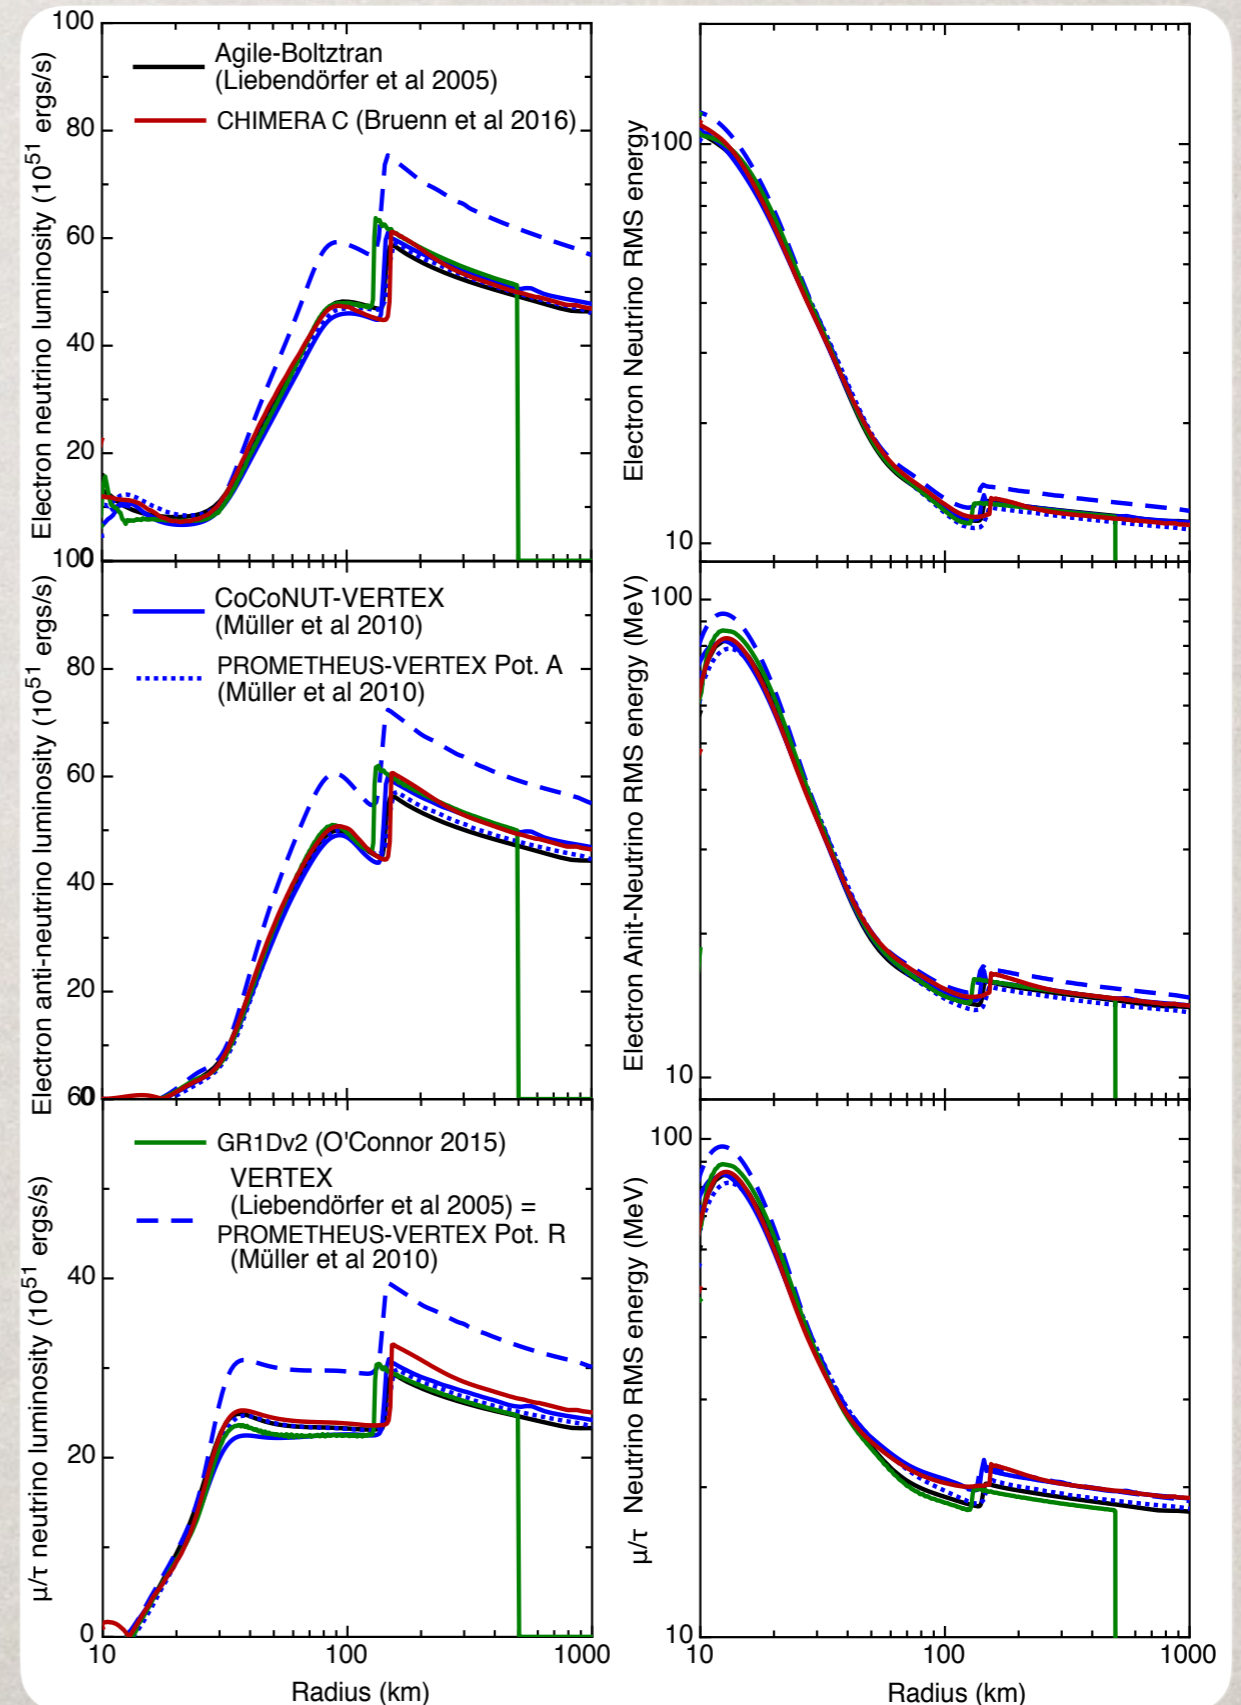 100
80
60
40
20
0
Electron neutrino luminosity (10^51 ergs/s)
Agile-Boltztran
(Liebendörfer et al 2005)
CHIMERA C (Bruenn et al 2016)
100
10
Electron Neutrino RMS energy
100
80
60
40
20
0
Electron anti-neutrino luminosity (10^51 ergs/s)
CoCoNUT-VERTEX
(Müller et al 2010)
PROMETHEUS-VERTEX Pot. A
(Müller et al 2010)
100
10
Electron Anit-Neutrino RMS energy (MeV)
60
40
20
0
μ/τ neutrino luminosity (10^51 ergs/s)
GR1Dv2 (O'Connor 2015)
VERTEX
(Liebendörfer et al 2005) =
PROMETHEUS-VERTEX Pot. R
(Müller et al 2010)
10
100
1000
Radius (km)
100
10
μ/τ Neutrino RMS energy (MeV)
10
100
1000
Radius (km)